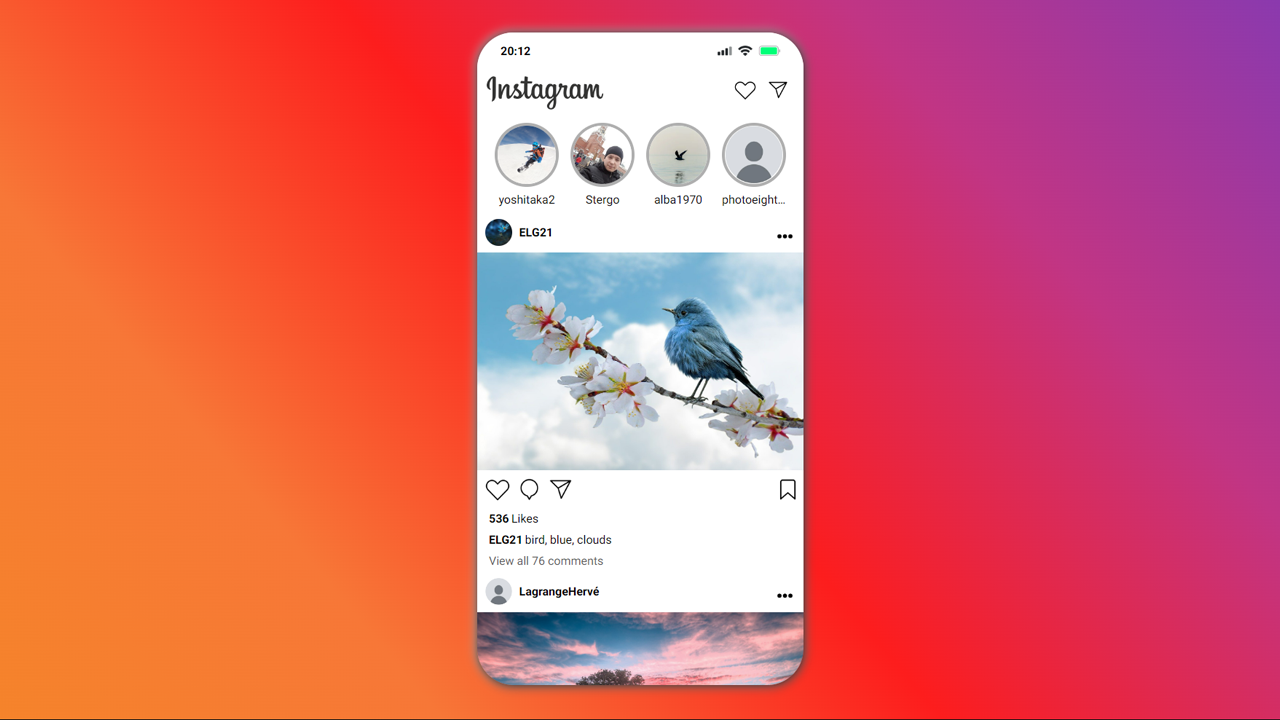 20:12
Instagram
yoshitaka2 Stergo alba1970 photoeight...
ELG21
536 Likes
ELG21 bird, blue, clouds
View all 76 comments
LagrangeHervé